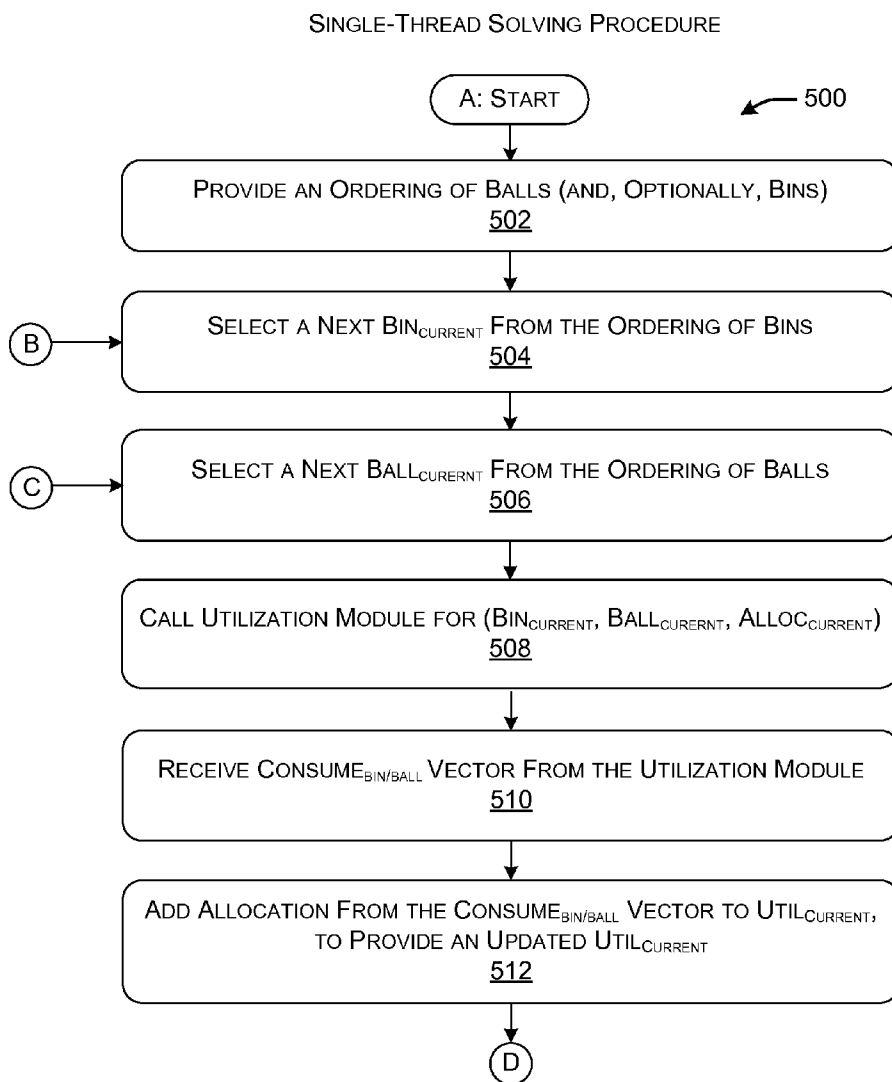 SINGLE-THREAD SOLVING PROCEDURE
A: START
500
PROVIDE AN ORDERING OF BALLS (AND, OPTIONALLY, BINS)
502
B
SELECT A NEXT BINCURRENT FROM THE ORDERING OF BINS
504
C
SELECT A NEXT BALLCURERNT FROM THE ORDERING OF BALLS
506
CALL UTILIZATION MODULE FOR (BINCURRENT, BALLCURERNT, ALLOCCURRENT)
508
RECEIVE CONSUMEBIN/BALL VECTOR FROM THE UTILIZATION MODULE
510
ADD ALLOCATION FROM THE CONSUMEBIN/BALL VECTOR TO UTILCURRENT,
TO PROVIDE AN UPDATED UTILCURRENT
512
D